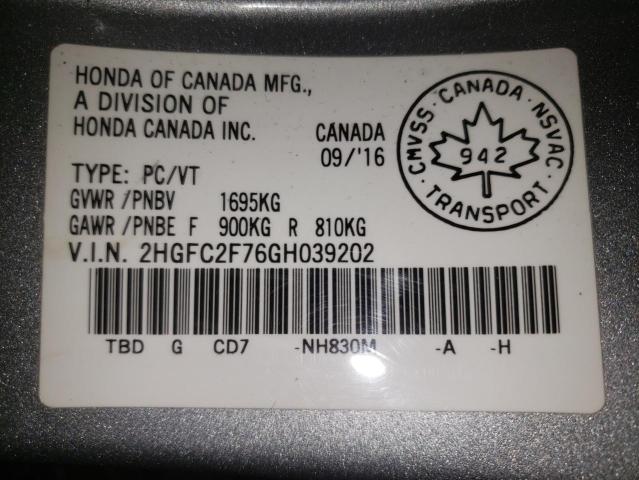 HONDA OF CANADA MFG.,
A DIVISION OF
HONDA CANADA INC.
CANADA
09/'16
CMVSS · CANADA · NSVAC
942
· TRANSPORT ·
TYPE: PC/VT
GVWR /PNBV 1695KG
GAWR /PNBE F 900KG R 810KG
V.I.N. 2HGFC2F76GH039202
TBD G CD7 -NH830M -A -H